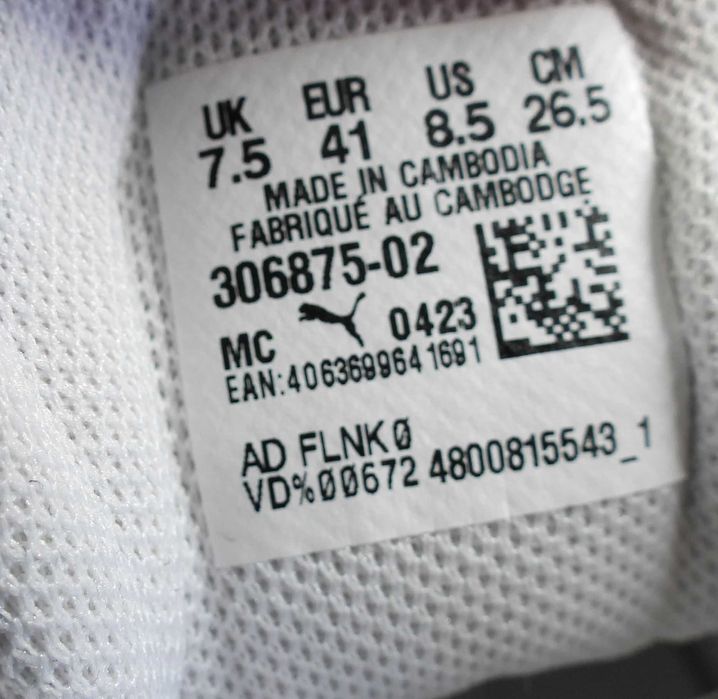 UK EUR US CM
7.5 41 8.5 26.5
MADE IN CAMBODIA
FABRIQUÉ AU CAMBODGE
306875-02
MC 0423
EAN:4063699641691
AD FLNKØ
VD%ØØ672 4800815543_1